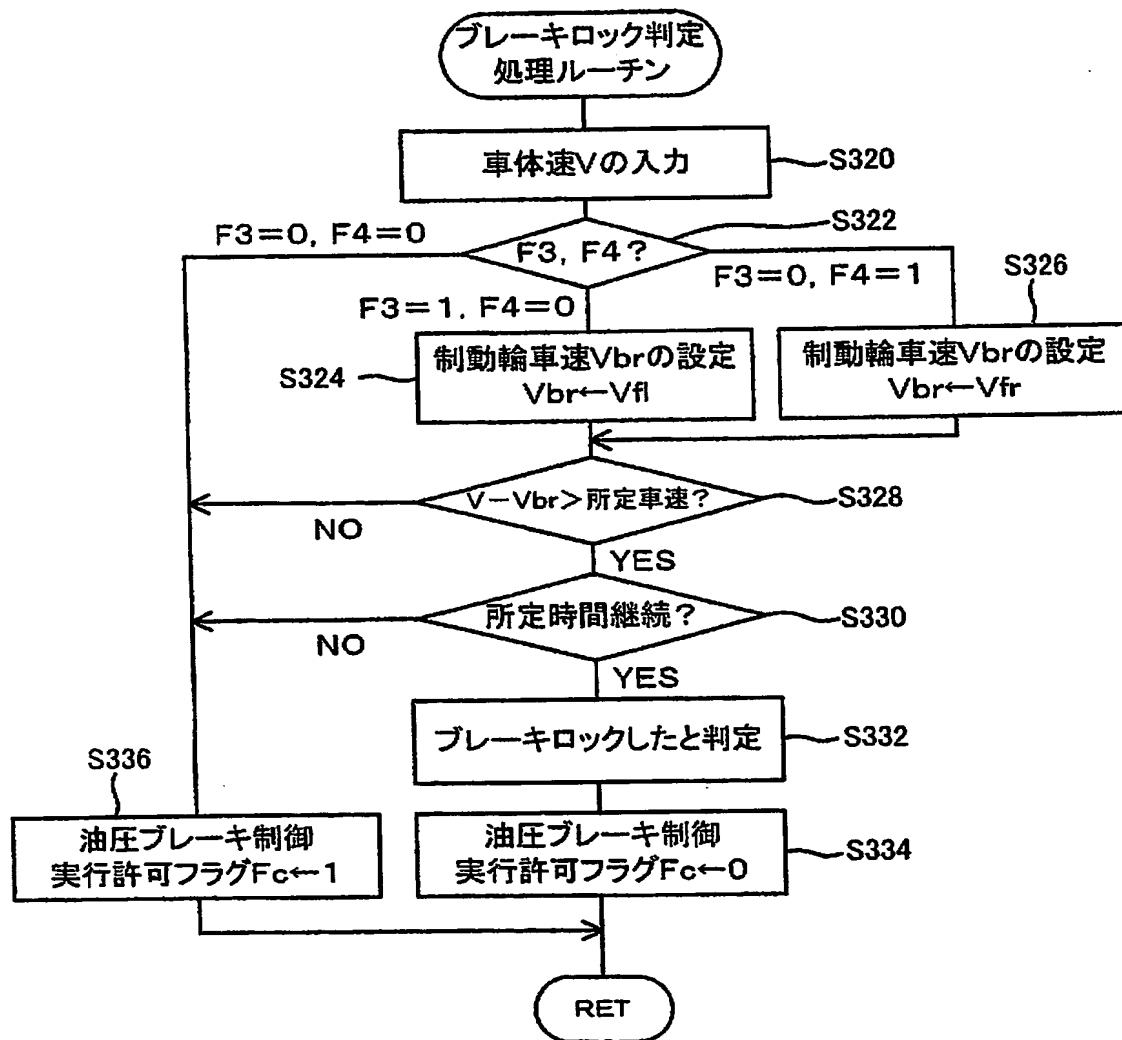 ブレーキロック判定
処理ルーチン
車体速Vの入力
S320
F3, F4?
S322
F3=0, F4=0
F3=0, F4=1
F3=1, F4=0
S326
制動輪車速Vbrの設定
Vbr←Vfl
S324
制動輪車速Vbrの設定
Vbr←Vfr
V-Vbr>所定車速?
S328
NO
YES
所定時間継続?
S330
NO
YES
ブレーキロックしたと判定
S332
S336
油圧ブレーキ制御
実行許可フラグFc←1
油圧ブレーキ制御
実行許可フラグFc←0
S334
RET